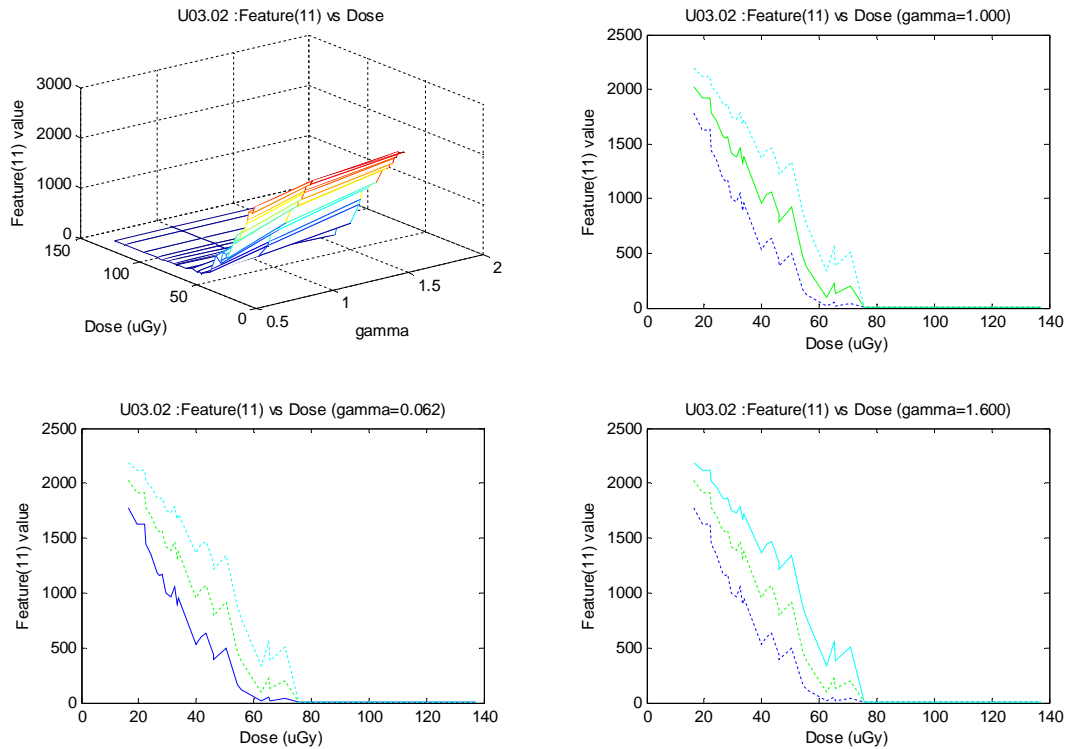 U03.02 :Feature(11) vs Dose
3000
2000
1000
0
Feature(11) value
150
100
50
0
Dose (uGy)
0.5
1
1.5
2
gamma
U03.02 :Feature(11) vs Dose (gamma=1.000)
2500
2000
1500
1000
500
0
Feature(11) value
0 20 40 60 80 100 120 140
Dose (uGy)
U03.02 :Feature(11) vs Dose (gamma=0.062)
2500
2000
1500
1000
500
0
Feature(11) value
0 20 40 60 80 100 120 140
Dose (uGy)
U03.02 :Feature(11) vs Dose (gamma=1.600)
2500
2000
1500
1000
500
0
Feature(11) value
0 20 40 60 80 100 120 140
Dose (uGy)